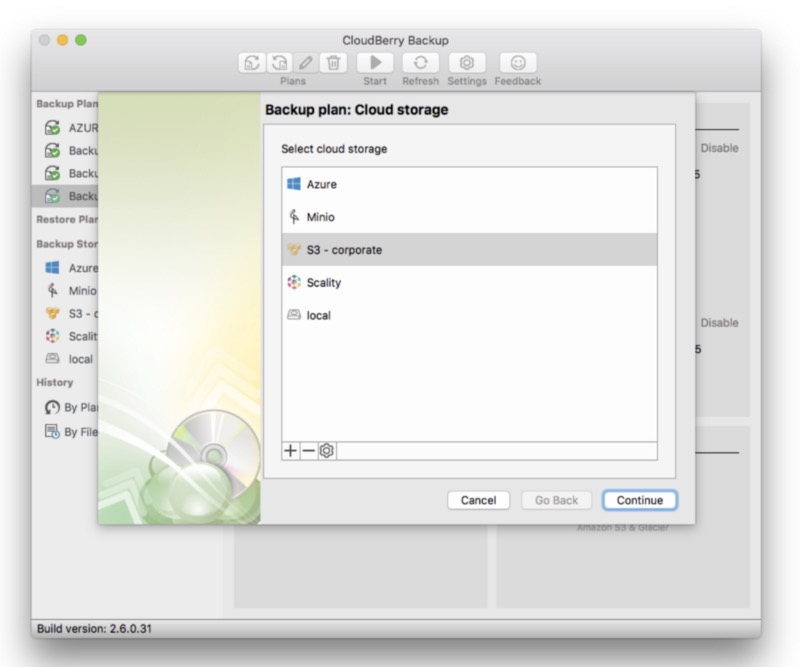 CloudBerry Backup
Plans
Start
Refresh
Settings
Feedback
Backup Plan
AZUR
Backu
Backu
Backu
Restore Plan
Backup Stor
Azure
Minio
S3 - c
Scalit
local
History
By Pla
By File
Backup plan: Cloud storage
Select cloud storage
Azure
Minio
S3 - corporate
Scality
local
Cancel
Go Back
Continue
Disable
5
Disable
5
Amazon S3 & Glacier
Build version: 2.6.0.31